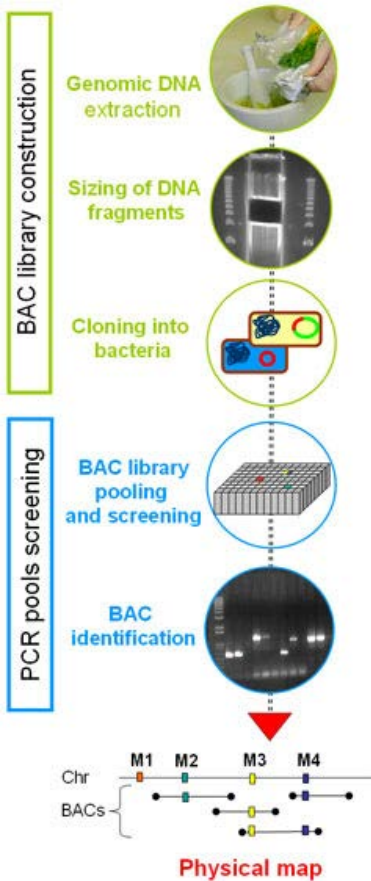 BAC library construction
Genomic DNA
extraction
Sizing of DNA
fragments
Cloning into
bacteria
PCR pools screening
BAC library
pooling
and screening
BAC
identification
M1 M2 M3 M4
Chr
BACs
Physical map